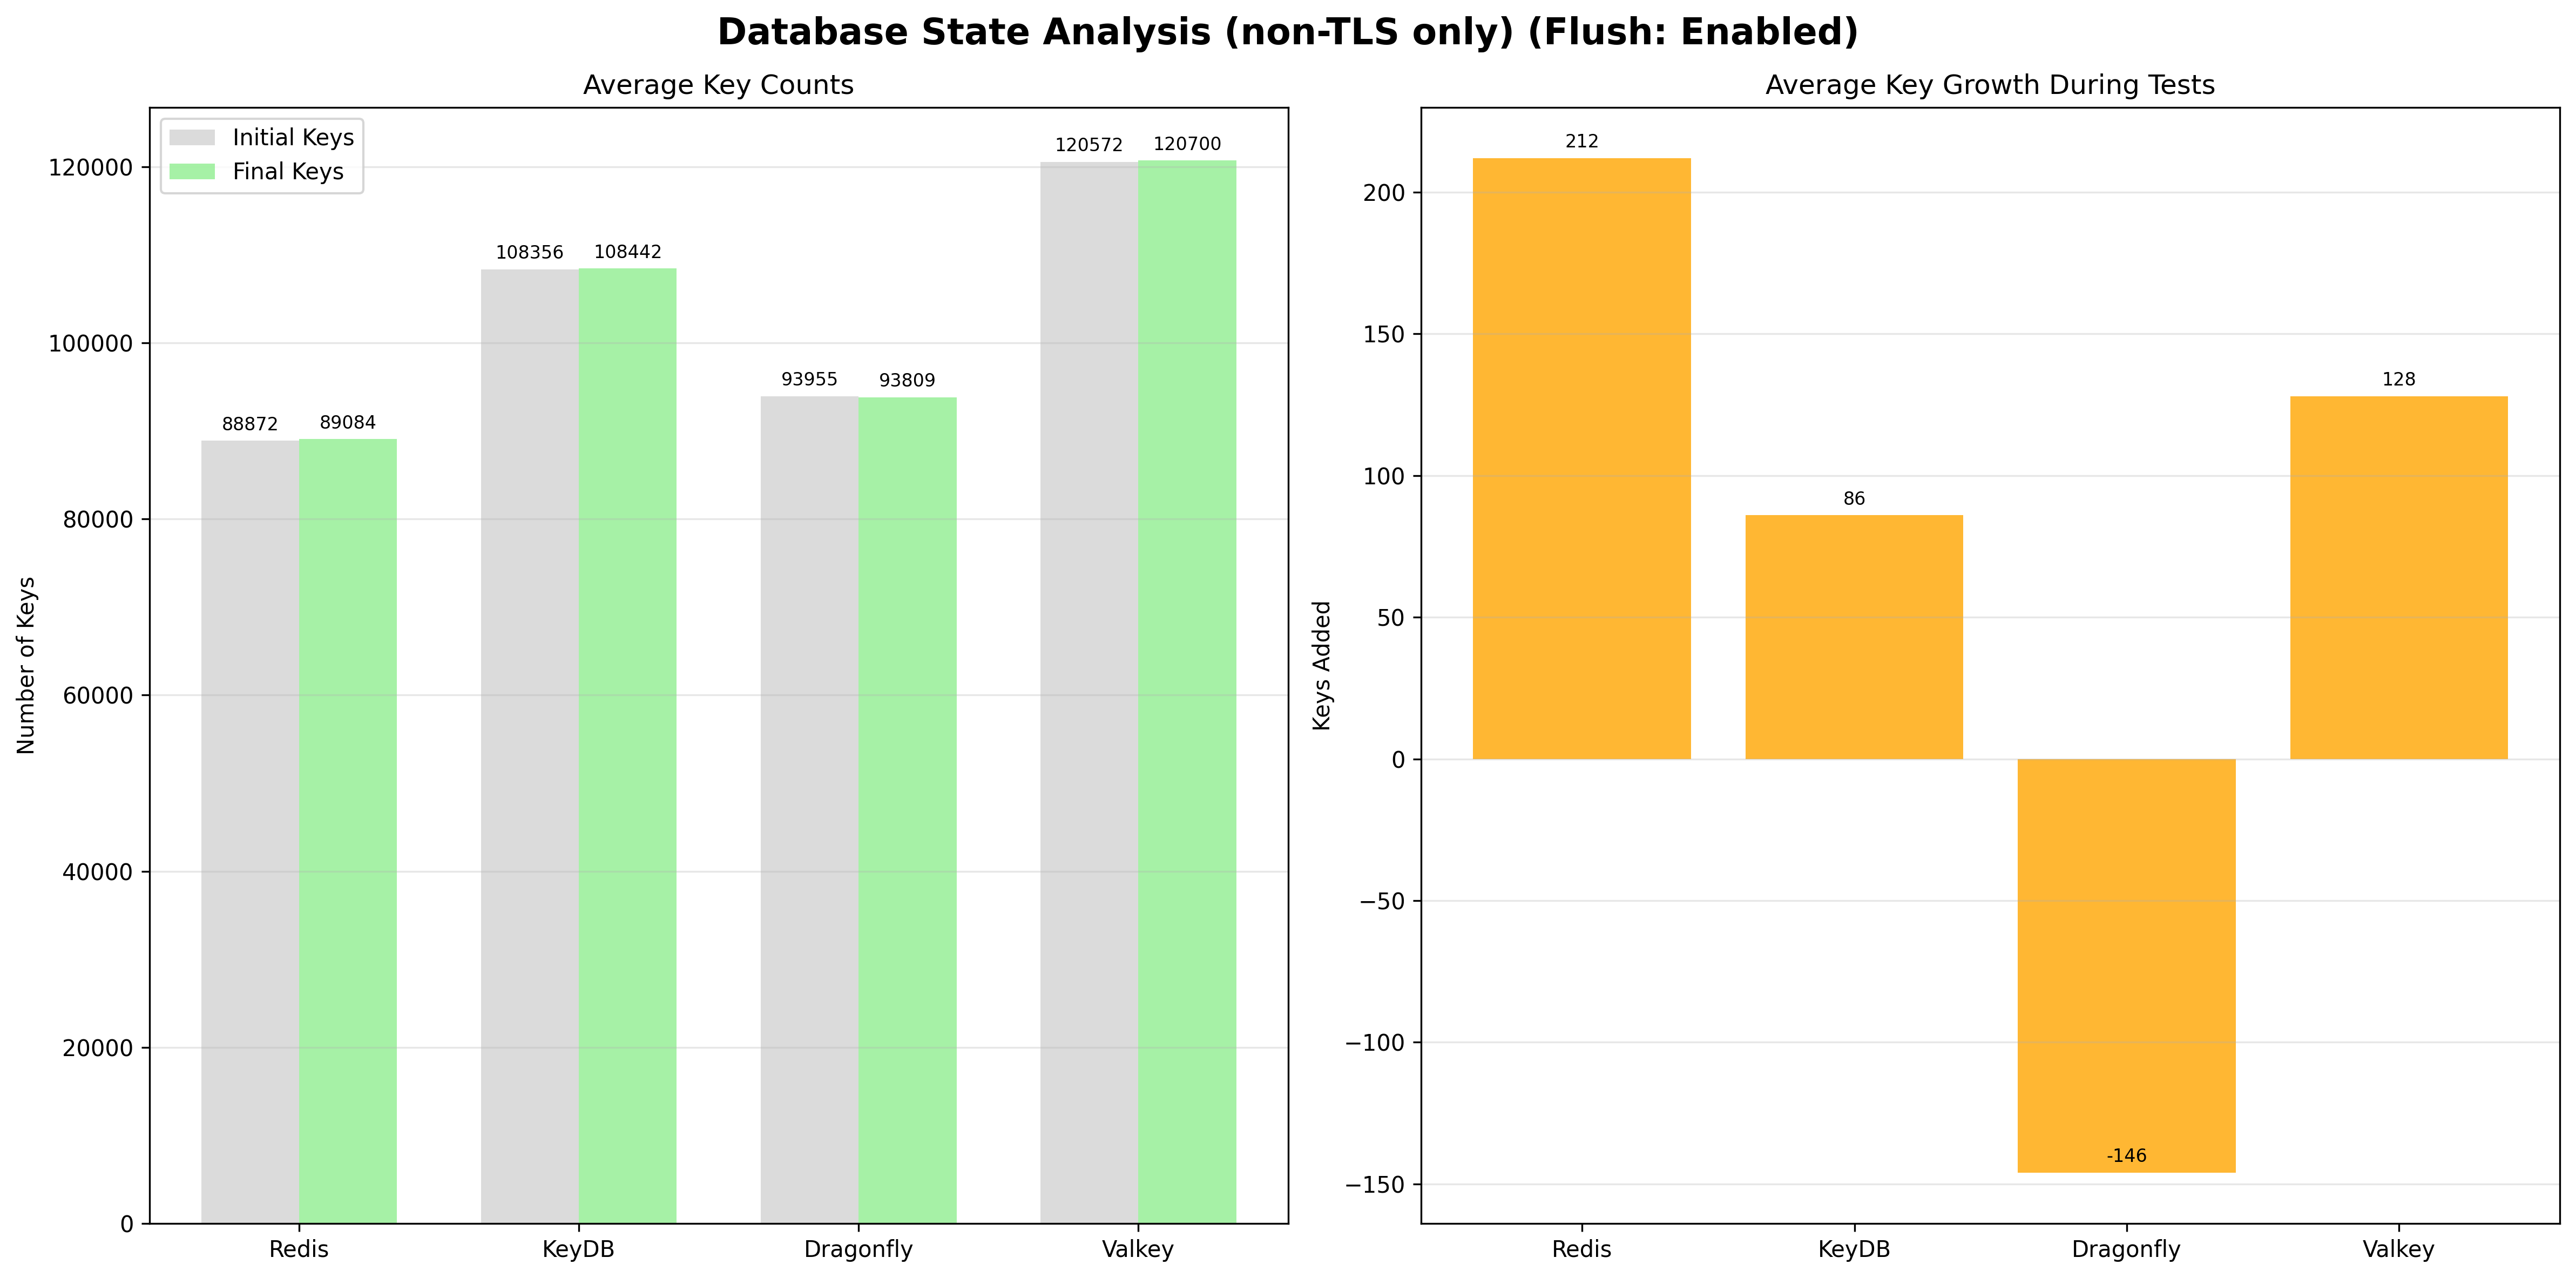 Database State Analysis (non-TLS only) (Flush: Enabled)
Average Key Counts
Initial Keys
Final Keys
Number of Keys
120000
100000
80000
60000
40000
20000
0
88872
89084
108356
108442
93955
93809
120572
120700
Redis
KeyDB
Dragonfly
Valkey
Average Key Growth During Tests
Keys Added
200
150
100
50
0
−50
−100
−150
212
86
-146
128
Redis
KeyDB
Dragonfly
Valkey